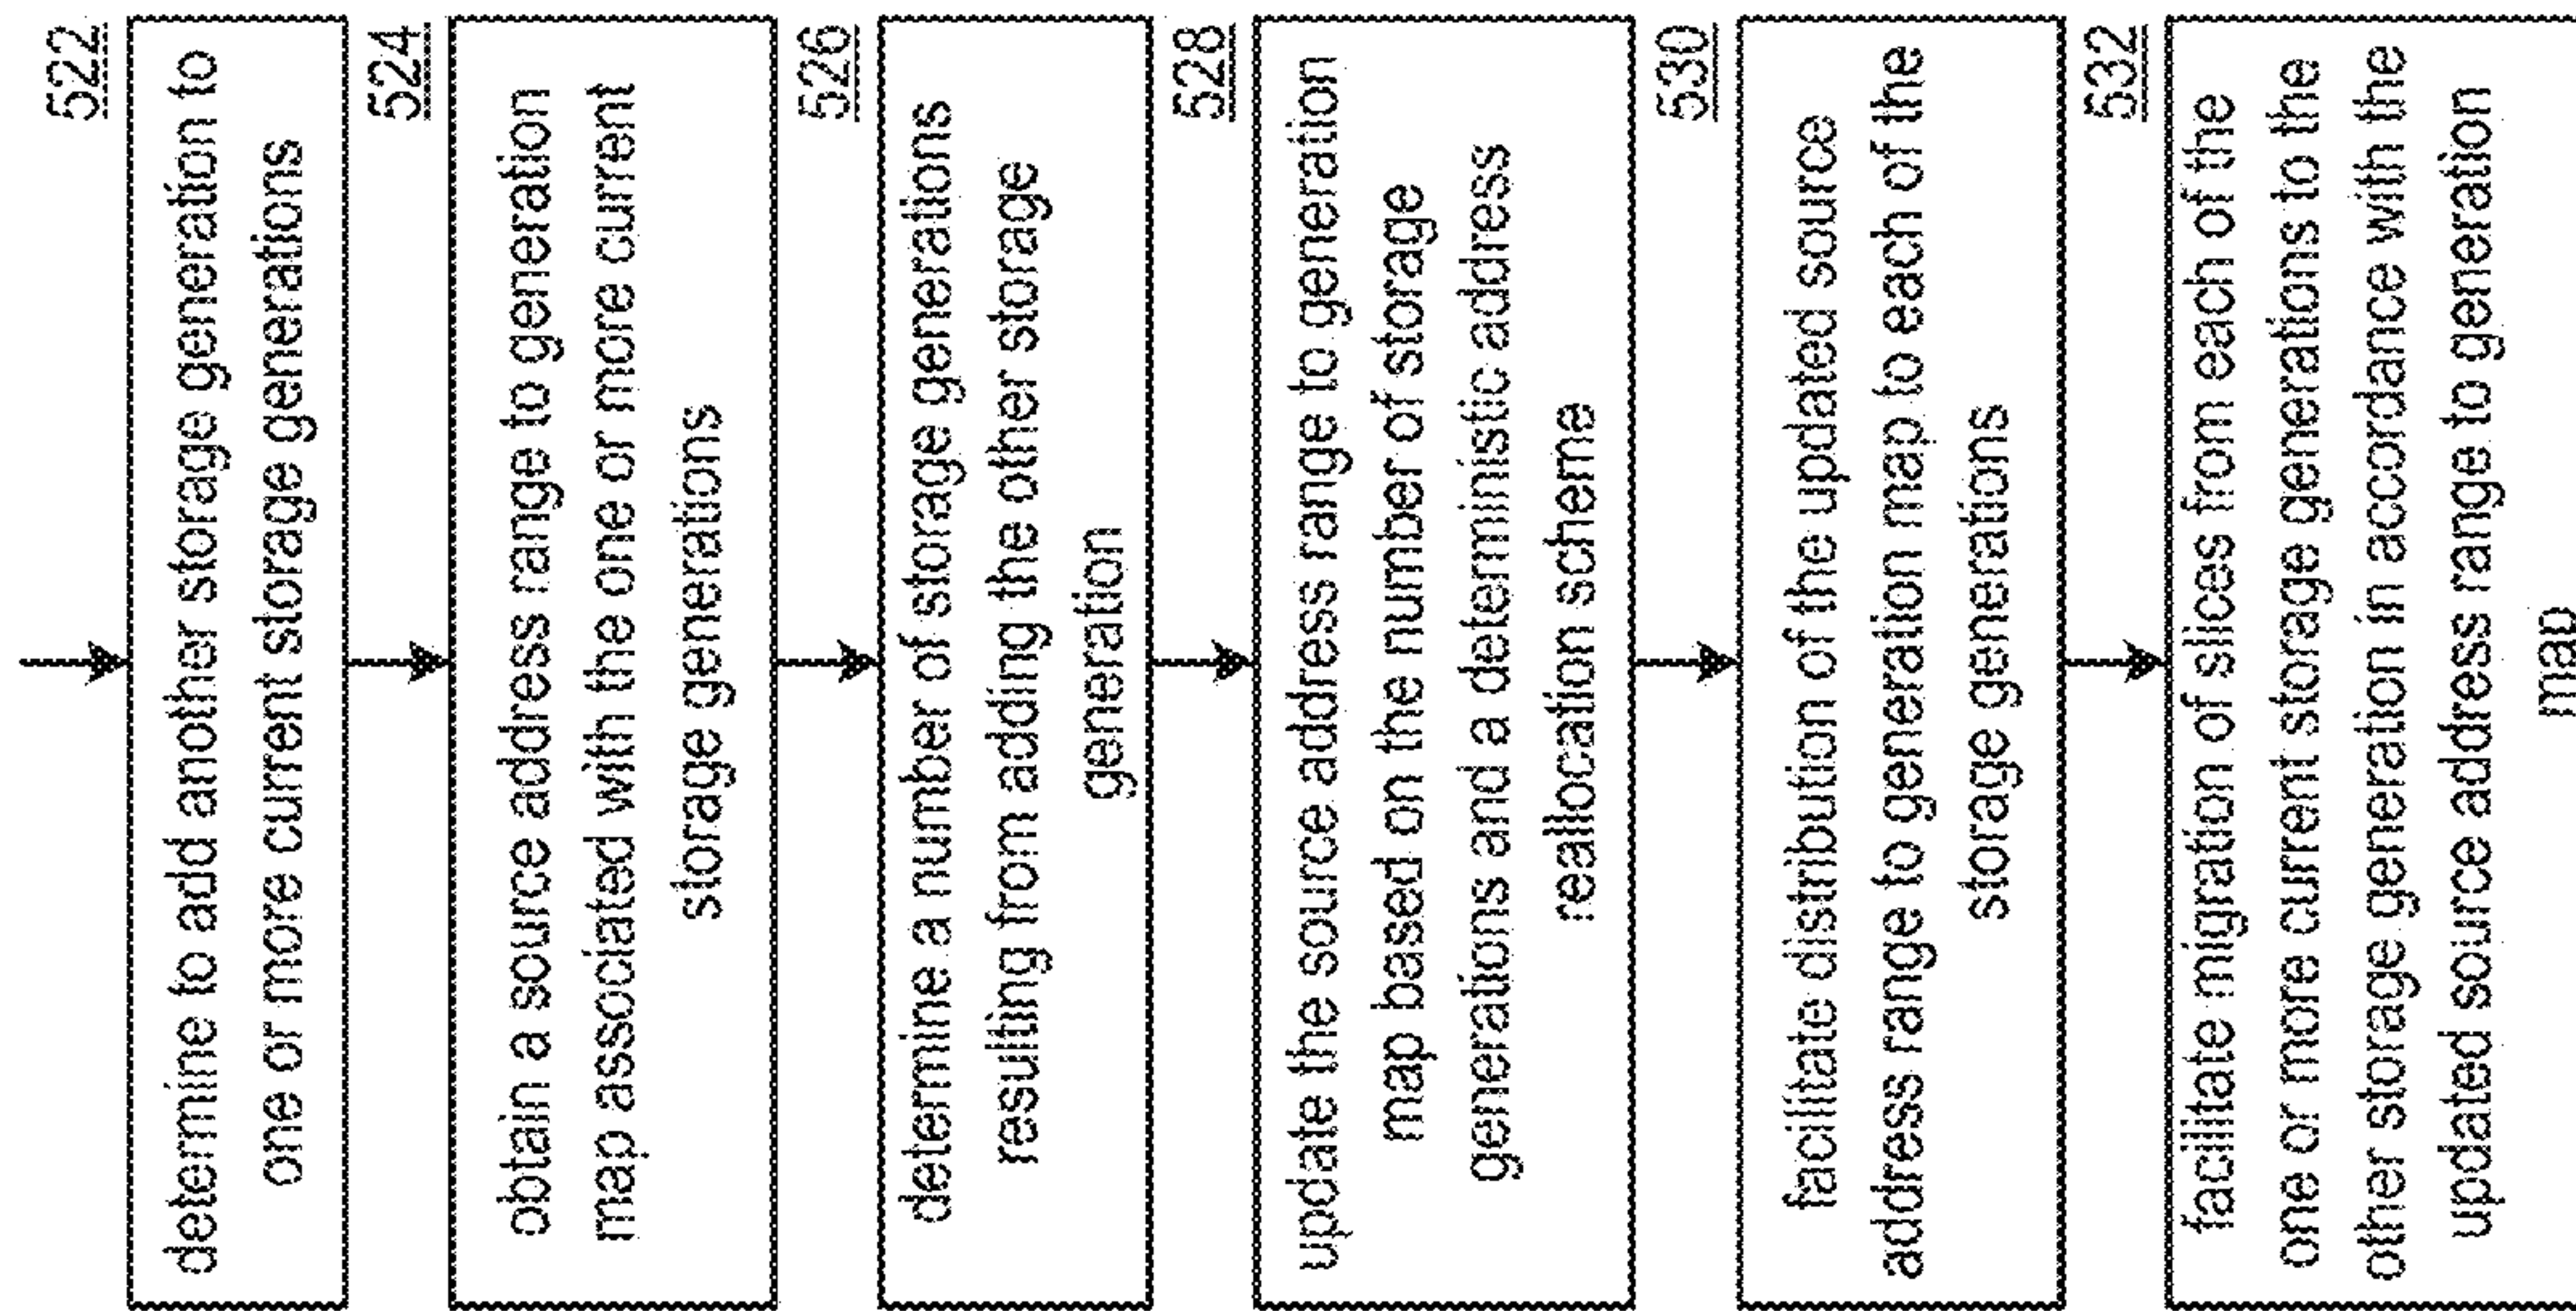 522
determine to add another storage generation to
one or more current storage generations
524
obtain a source address range to generation
map associated with the one or more current
storage generations
526
determine a number of storage generations
resulting from adding the other storage
generation
528
update the source address range to generation
map based on the number of storage
generations and a deterministic address
reallocation scheme
530
facilitate distribution of the updated source
address range to generation map to each of the
storage generations
532
facilitate migration of slices from each of the
one or more current storage generations to the
other storage generation in accordance with the
updated source address range to generation
map